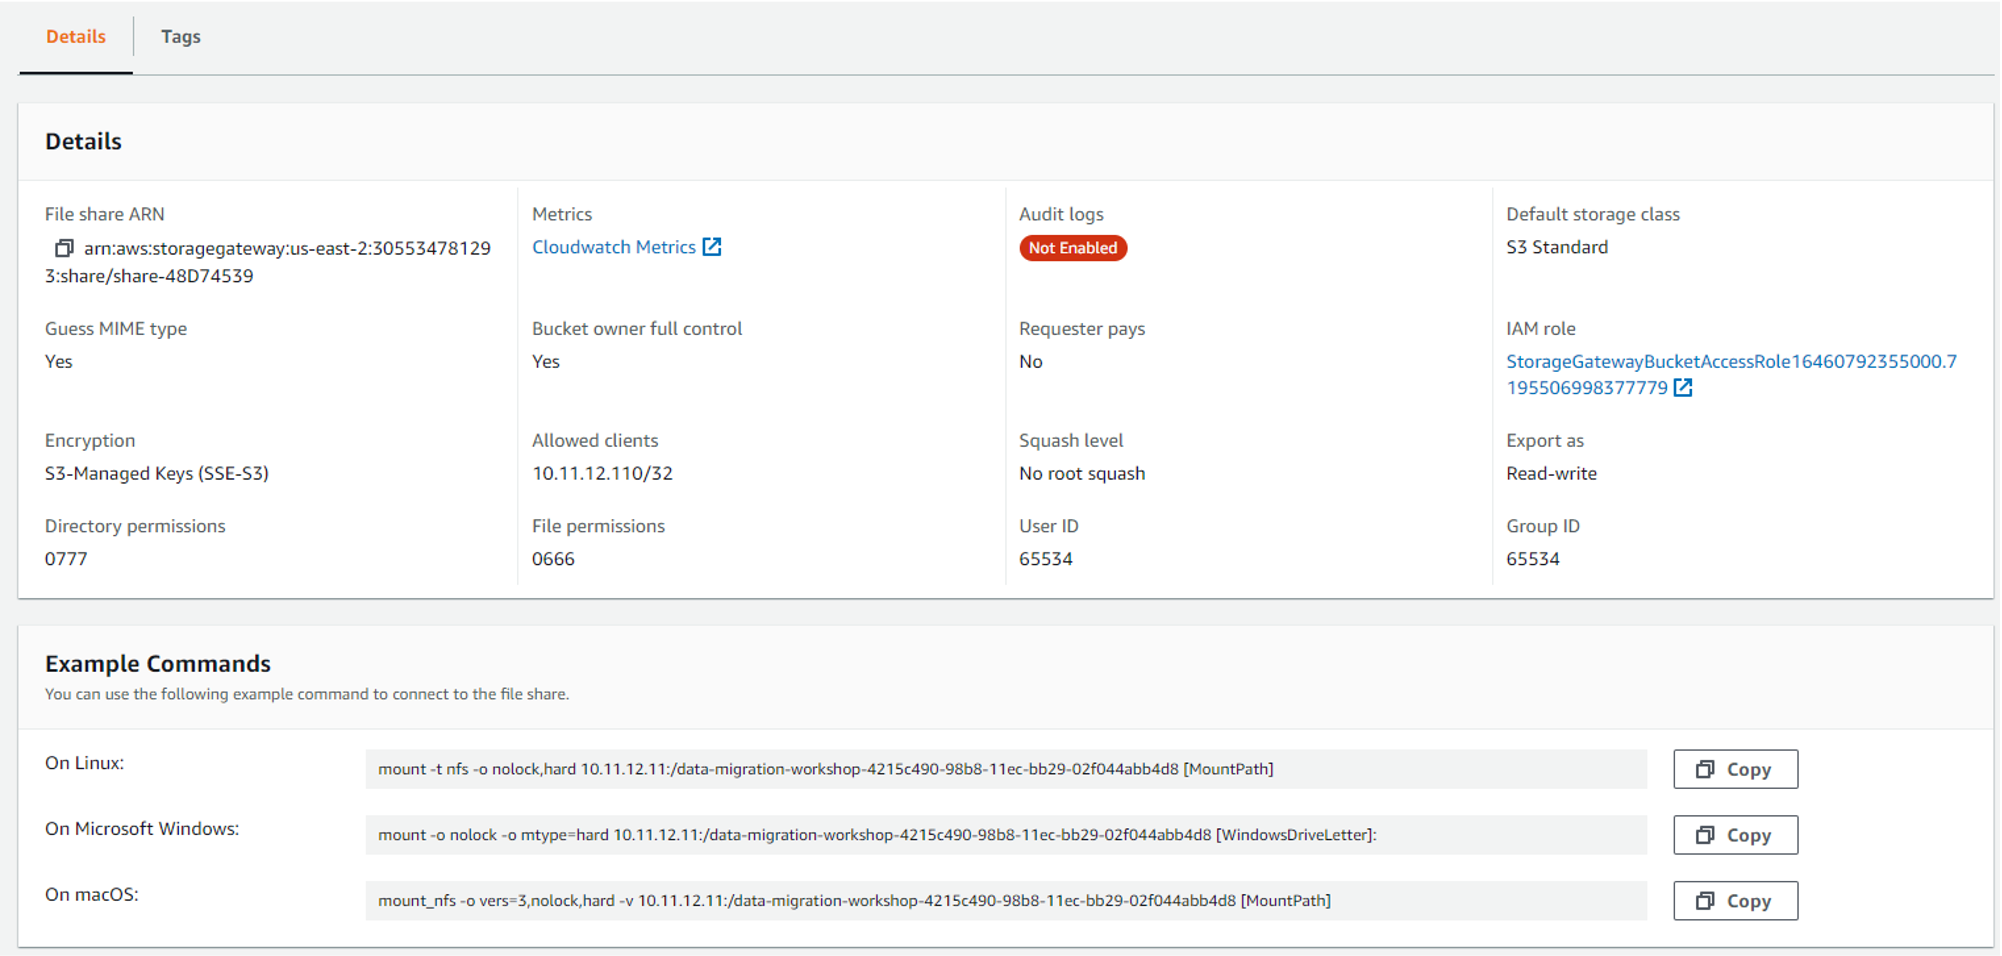 Details
Tags
Details
File share ARN
arn:aws:storagegateway:us-east-2:30553478129
3:share/share-48D74539
Metrics
Cloudwatch Metrics
Audit logs
Not Enabled
Default storage class
S3 Standard
Guess MIME type
Yes
Bucket owner full control
Yes
Requester pays
No
IAM role
StorageGatewayBucketAccessRole16460792355000.7
1955069983777779
Encryption
S3-Managed Keys (SSE-S3)
Allowed clients
10.11.12.110/32
Squash level
No root squash
Export as
Read-write
Directory permissions
0777
File permissions
0666
User ID
65534
Group ID
65534
Example Commands
You can use the following example command to connect to the file share.
On Linux:
mount -t nfs -o nolock,hard 10.11.12.11:/data-migration-workshop-4215c490-98b8-11ec-bb29-02f044abb4d8 [MountPath]
Copy
On Microsoft Windows:
mount -o nolock -o mtype=hard 10.11.12.11:/data-migration-workshop-4215c490-98b8-11ec-bb29-02f044abb4d8 [WindowsDriveLetter]:
Copy
On macOS:
mount_nfs -o vers=3,nolock,hard -v 10.11.12.11:/data-migration-workshop-4215c490-98b8-11ec-bb29-02f044abb4d8 [MountPath]
Copy